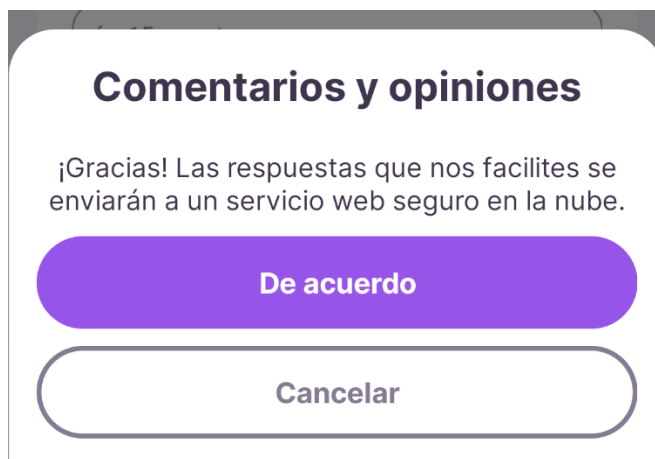 Comentarios y opiniones
¡Gracias! Las respuestas que nos facilites se
enviarán a un servicio web seguro en la nube.
De acuerdo
Cancelar